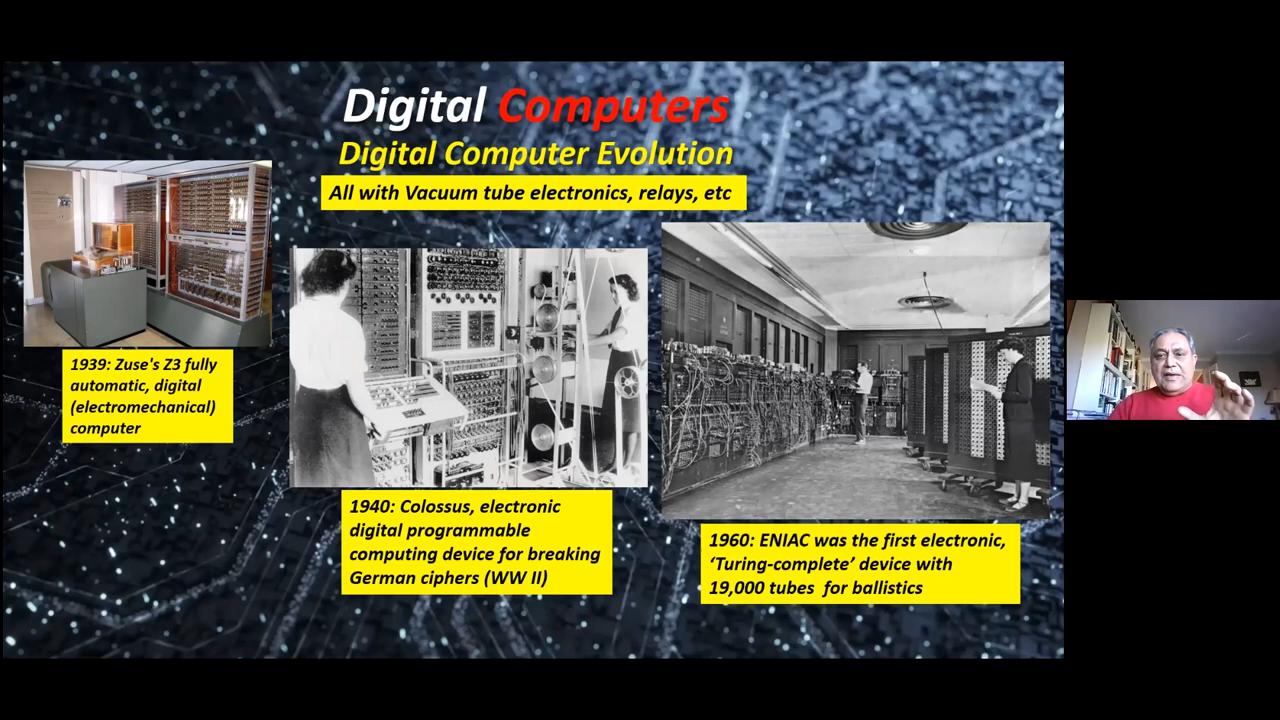 Digital Computers
Digital Computer Evolution
All with Vacuum tube electronics, relays, etc
1939: Zuse's Z3 fully
automatic, digital
(electromechanical)
computer
1940: Colossus, electronic
digital programmable
computing device for breaking
German ciphers (WW II)
1960: ENIAC was the first electronic,
‘Turing-complete’ device with
19,000 tubes for ballistics